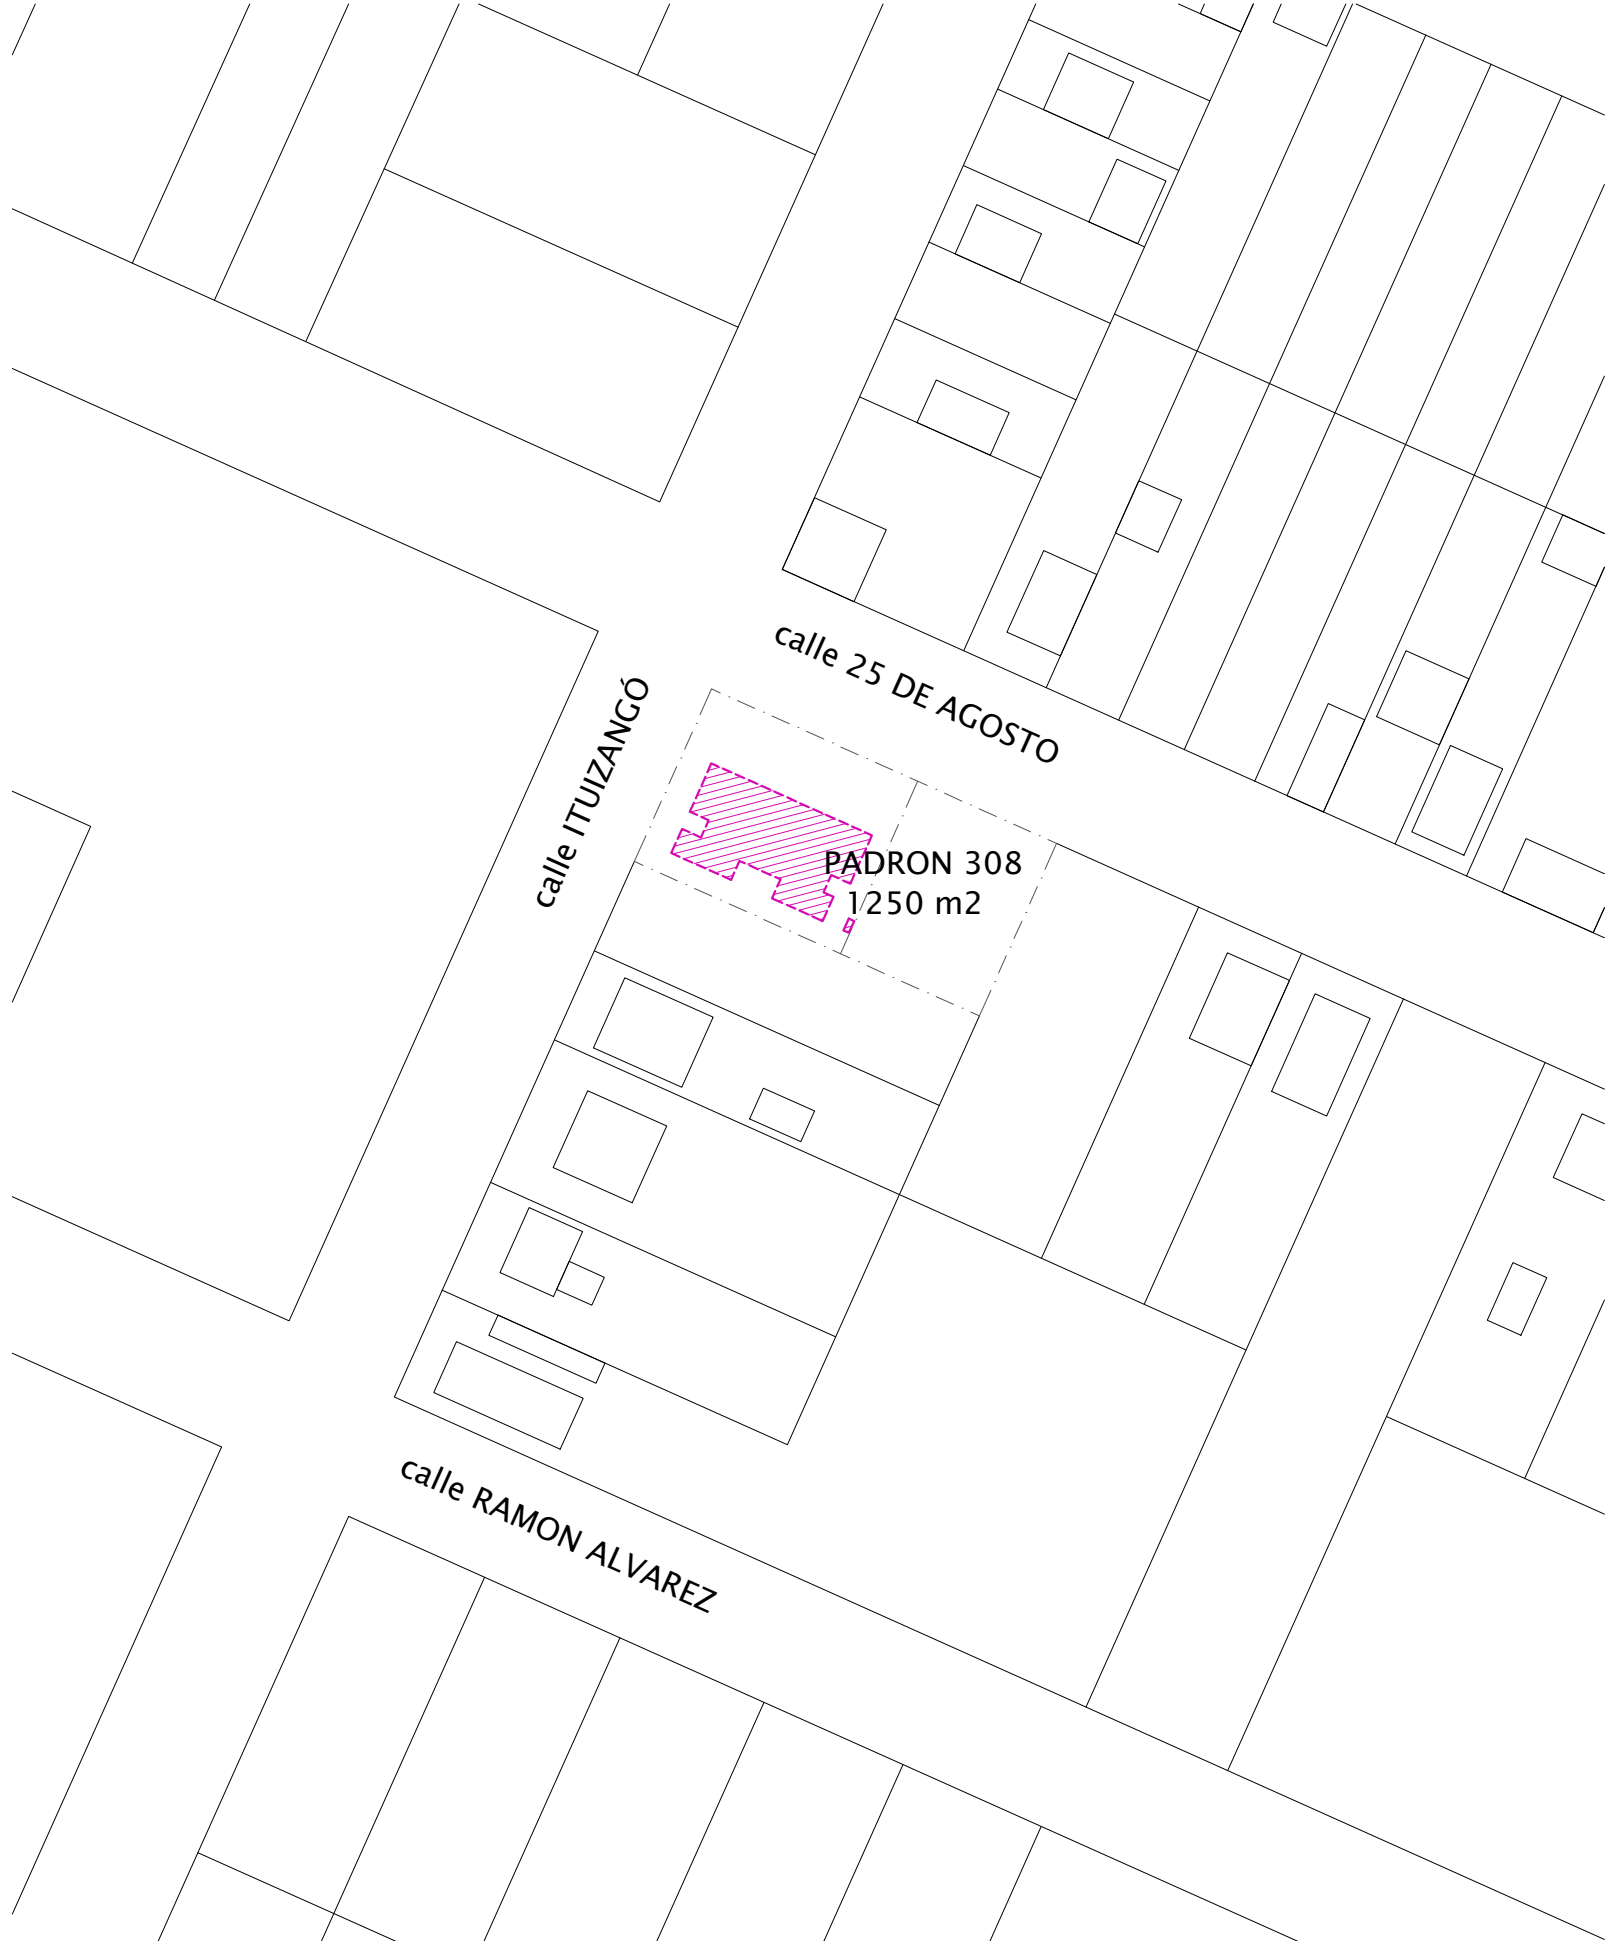 calle 25 DE AGOSTO
calle ITUIZANGÓ
PADRON 308
1250 m2
calle RAMON ALVAREZ